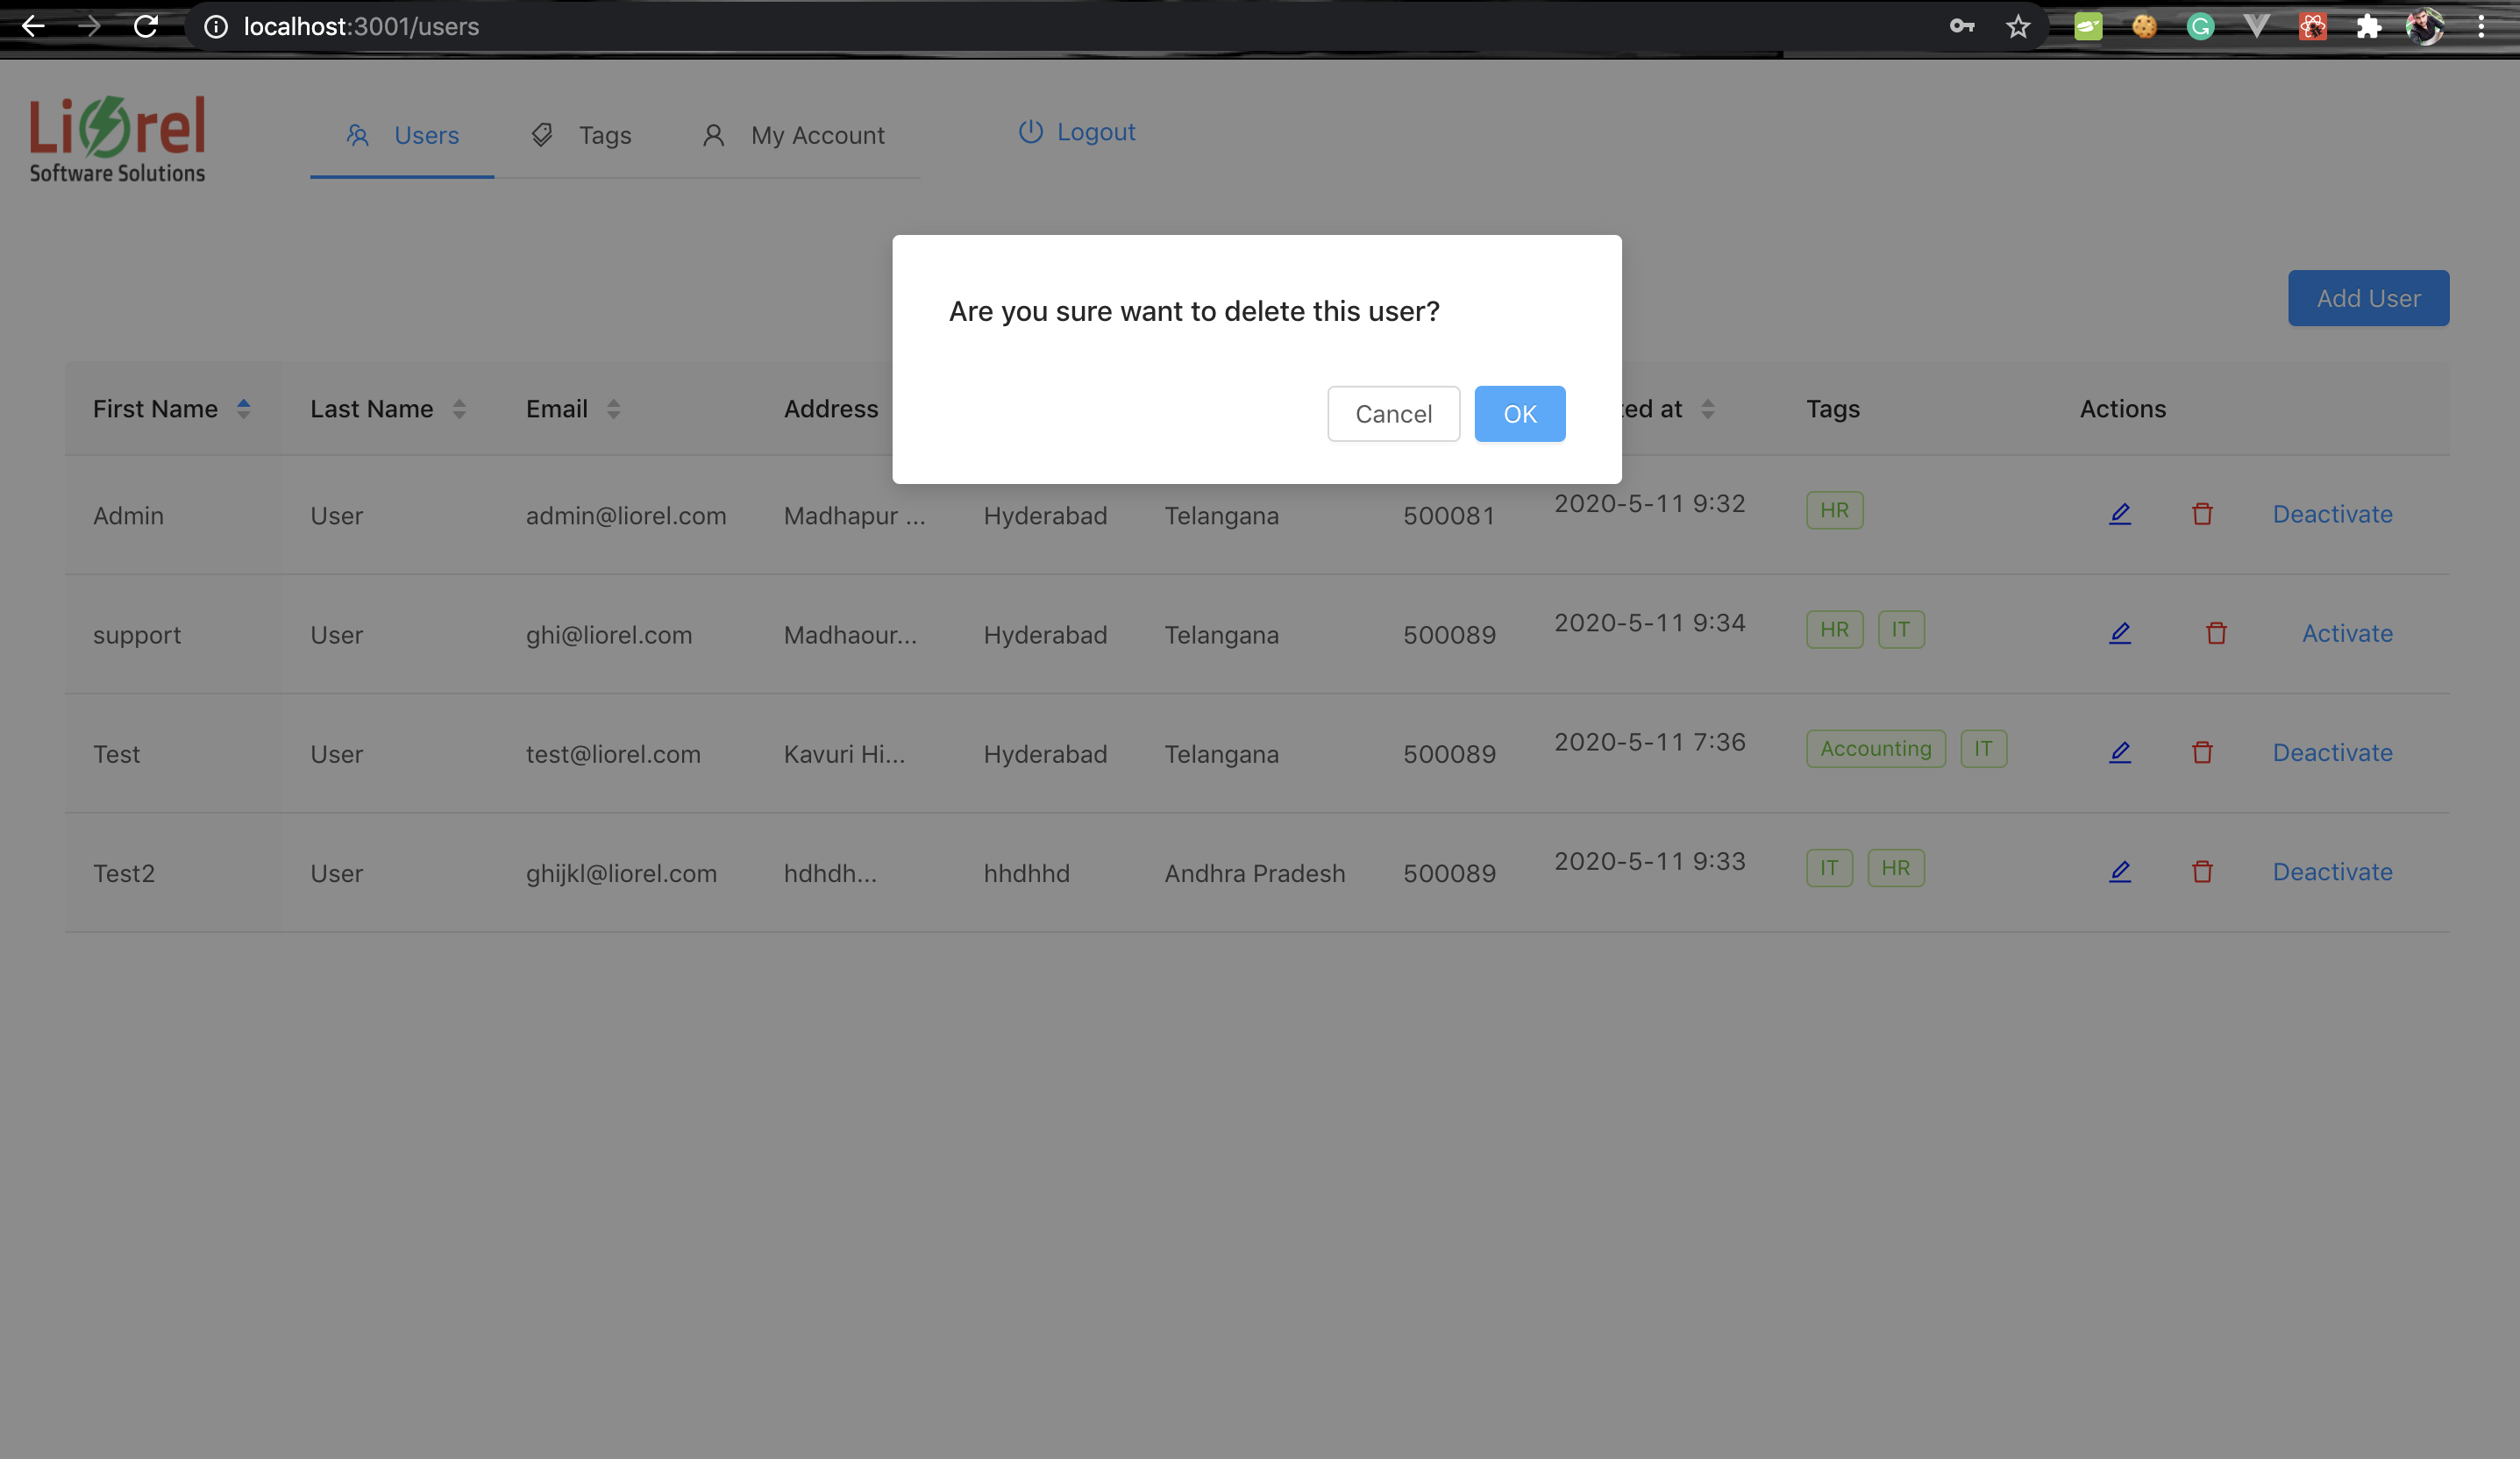 localhost:3001/users
Liorel
Software Solutions
Users Tags My Account Logout
Are you sure want to delete this user?
Cancel OK
Add User
First Name Last Name Email Address ted at Tags Actions
Admin User admin@liorel.com Madhapur ... Hyderabad Telangana 500081 2020-5-11 9:32 HR Deactivate
support User ghi@liorel.com Madhaour... Hyderabad Telangana 500089 2020-5-11 9:34 HR IT Activate
Test User test@liorel.com Kavuri Hi... Hyderabad Telangana 500089 2020-5-11 7:36 Accounting IT Deactivate
Test2 User ghijkl@liorel.com hdhdh... hhdhhd Andhra Pradesh 500089 2020-5-11 9:33 IT HR Deactivate